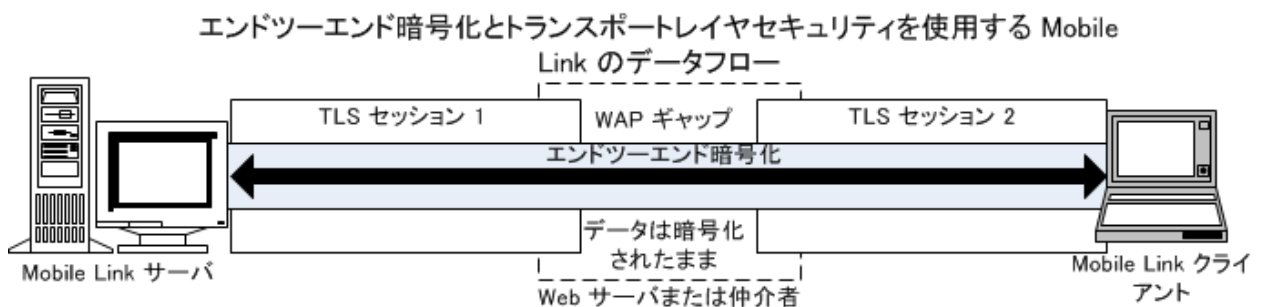 エンドツーエンド暗号化とトランスポートレイヤセキュリティを使用する Mobile
Link のデータフロー
TLS セッション 1
WAP ギャップ
TLS セッション 2
エンドツーエンド暗号化
データは暗号化
されたまま
Mobile Link サーバ
Web サーバまたは仲介者
Mobile Link クライ
アント